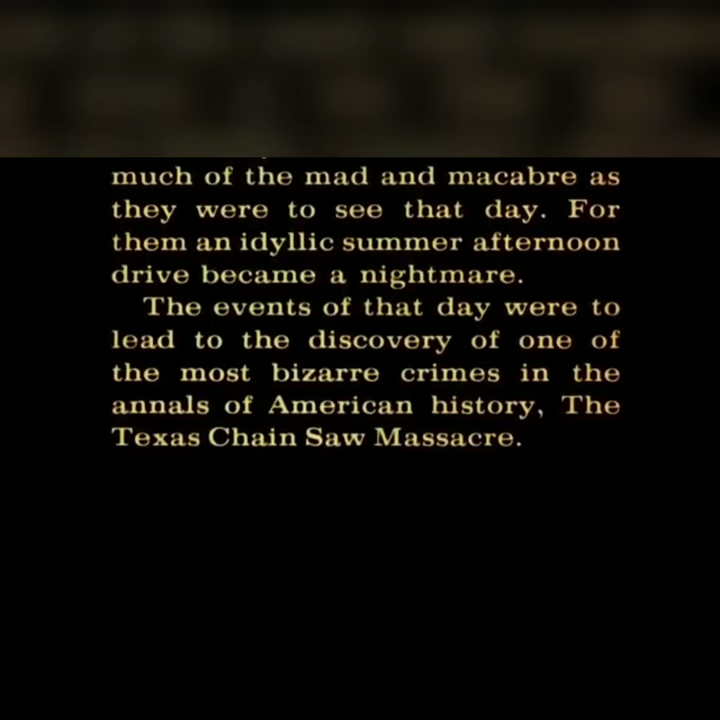 much of the mad and macabre as
they were to see that day. For
them an idyllic summer afternoon
drive became a nightmare.
The events of that day were to
lead to the discovery of one of
the most bizarre crimes in the
annals of American history, The
Texas Chain Saw Massacre.